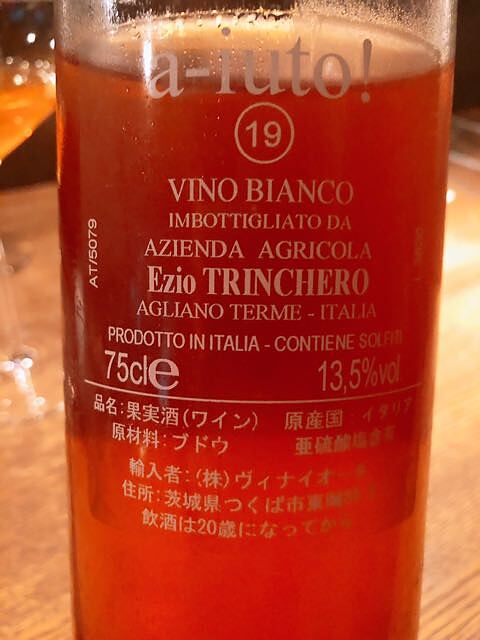 a-iuto!
19
VINO BIANCO
IMBOTTIGLIATO DA
AZIENDA AGRICOLA
Ezio TRINCHERO
AGLIANO TERME - ITALIA
AT/5079
PRODOTTO IN ITALIA - CONTIENE SOLFITI
75cl e 13,5%vol
品名:果実酒(ワイン) 原産国:イタリア
原材料:ブドウ 亜硫酸塩含有
輸入者:(株)ヴィナイオータ
住所:茨城県つくば市東
飲酒は20歳になってから